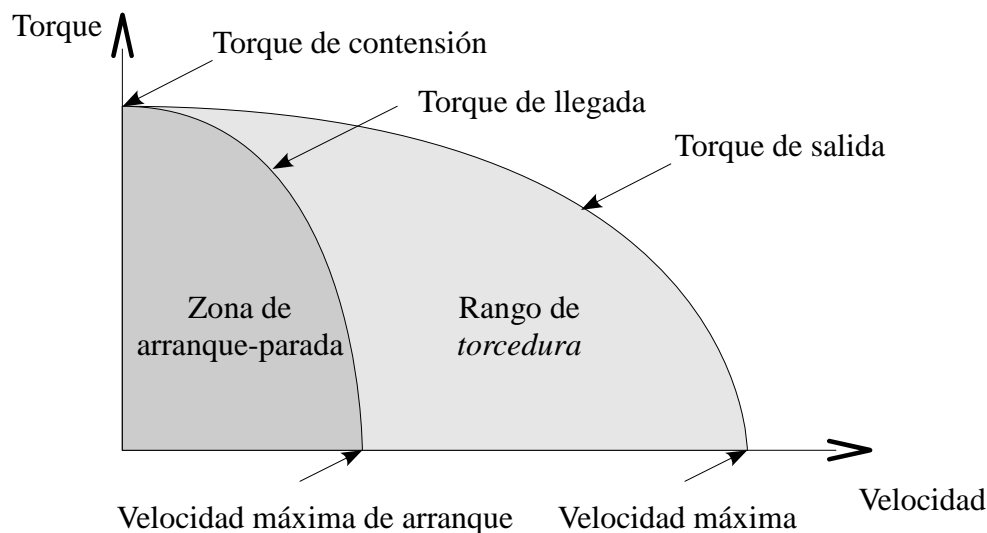 Torque
Torque de contensión
Torque de llegada
Torque de salida
Zona de
arranque-parada
Rango de
torcedura
Velocidad
Velocidad máxima de arranque
Velocidad máxima